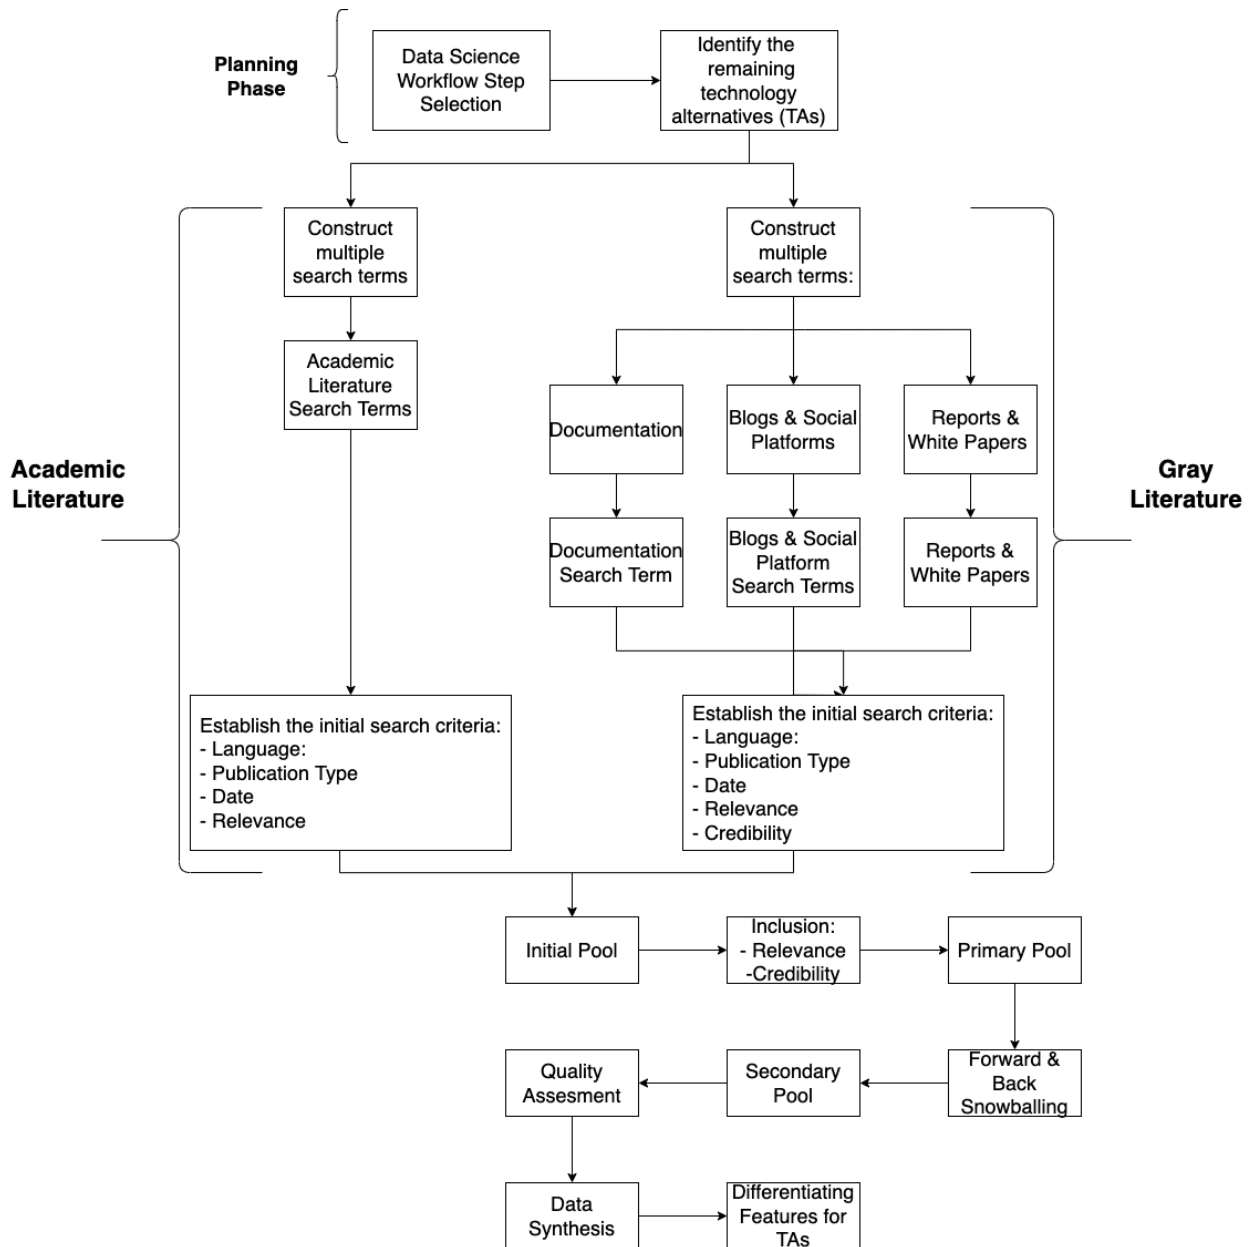 Planning
Phase
Data Science
Workflow Step
Selection
Identify the
remaining
technology
alternatives (TAs)
Academic
Literature
Construct
multiple
search terms
Academic
Literature
Search Terms
Establish the initial search criteria:
- Language:
- Publication Type
- Date
- Relevance
Construct
multiple
search terms:
Documentation
Blogs & Social
Platforms
Reports &
White Papers
Documentation
Search Term
Blogs & Social
Platform
Search Terms
Reports &
White Papers
Establish the initial search criteria:
- Language:
- Publication Type
- Date
- Relevance
- Credibility
Gray
Literature
Initial Pool
Inclusion:
- Relevance
-Credibility
Primary Pool
Forward &
Back
Snowballing
Secondary
Pool
Quality
Assesment
Data
Synthesis
Differentiating
Features for
TAs